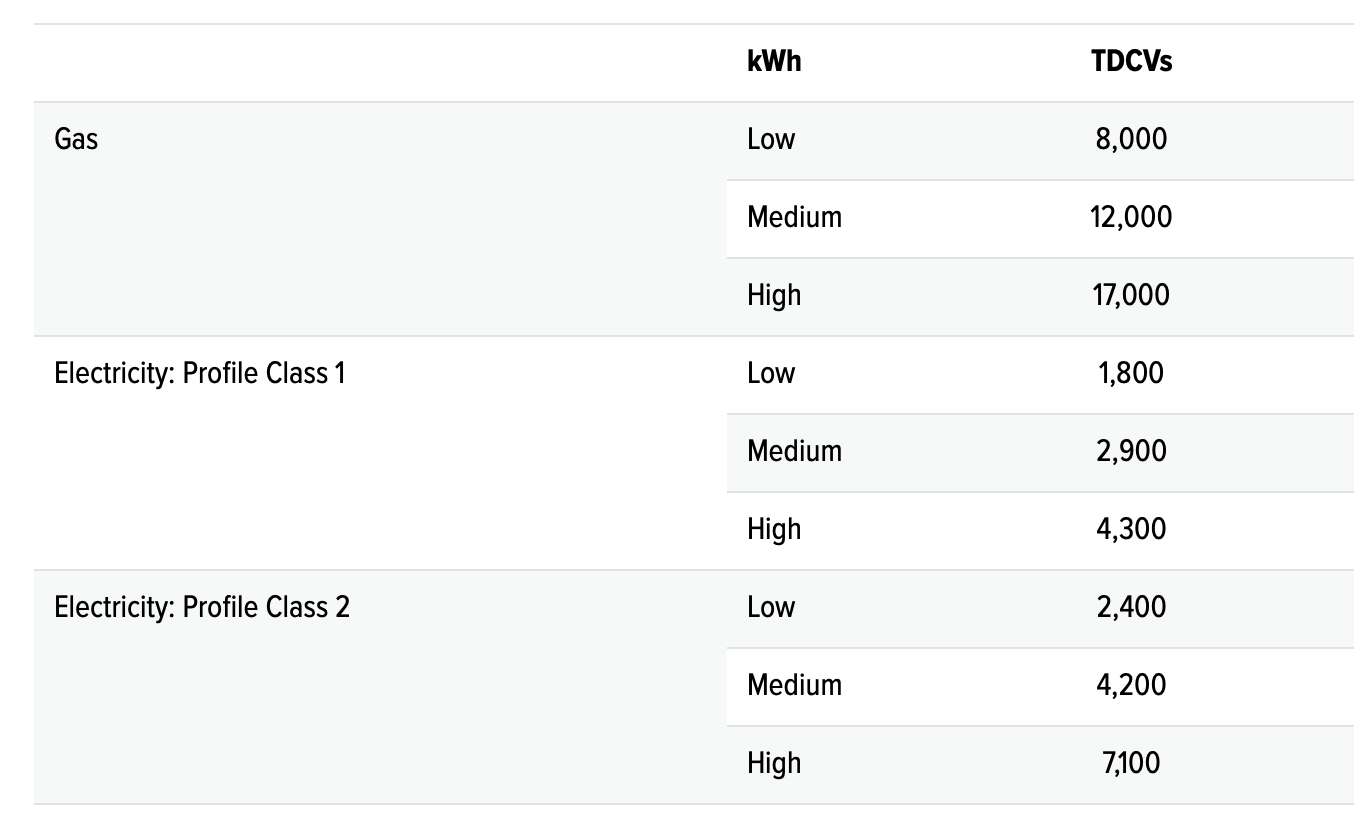 kWh TDCVs
Gas Low 8,000
Medium 12,000
High 17,000
Electricity: Profile Class 1 Low 1,800
Medium 2,900
High 4,300
Electricity: Profile Class 2 Low 2,400
Medium 4,200
High 7,100